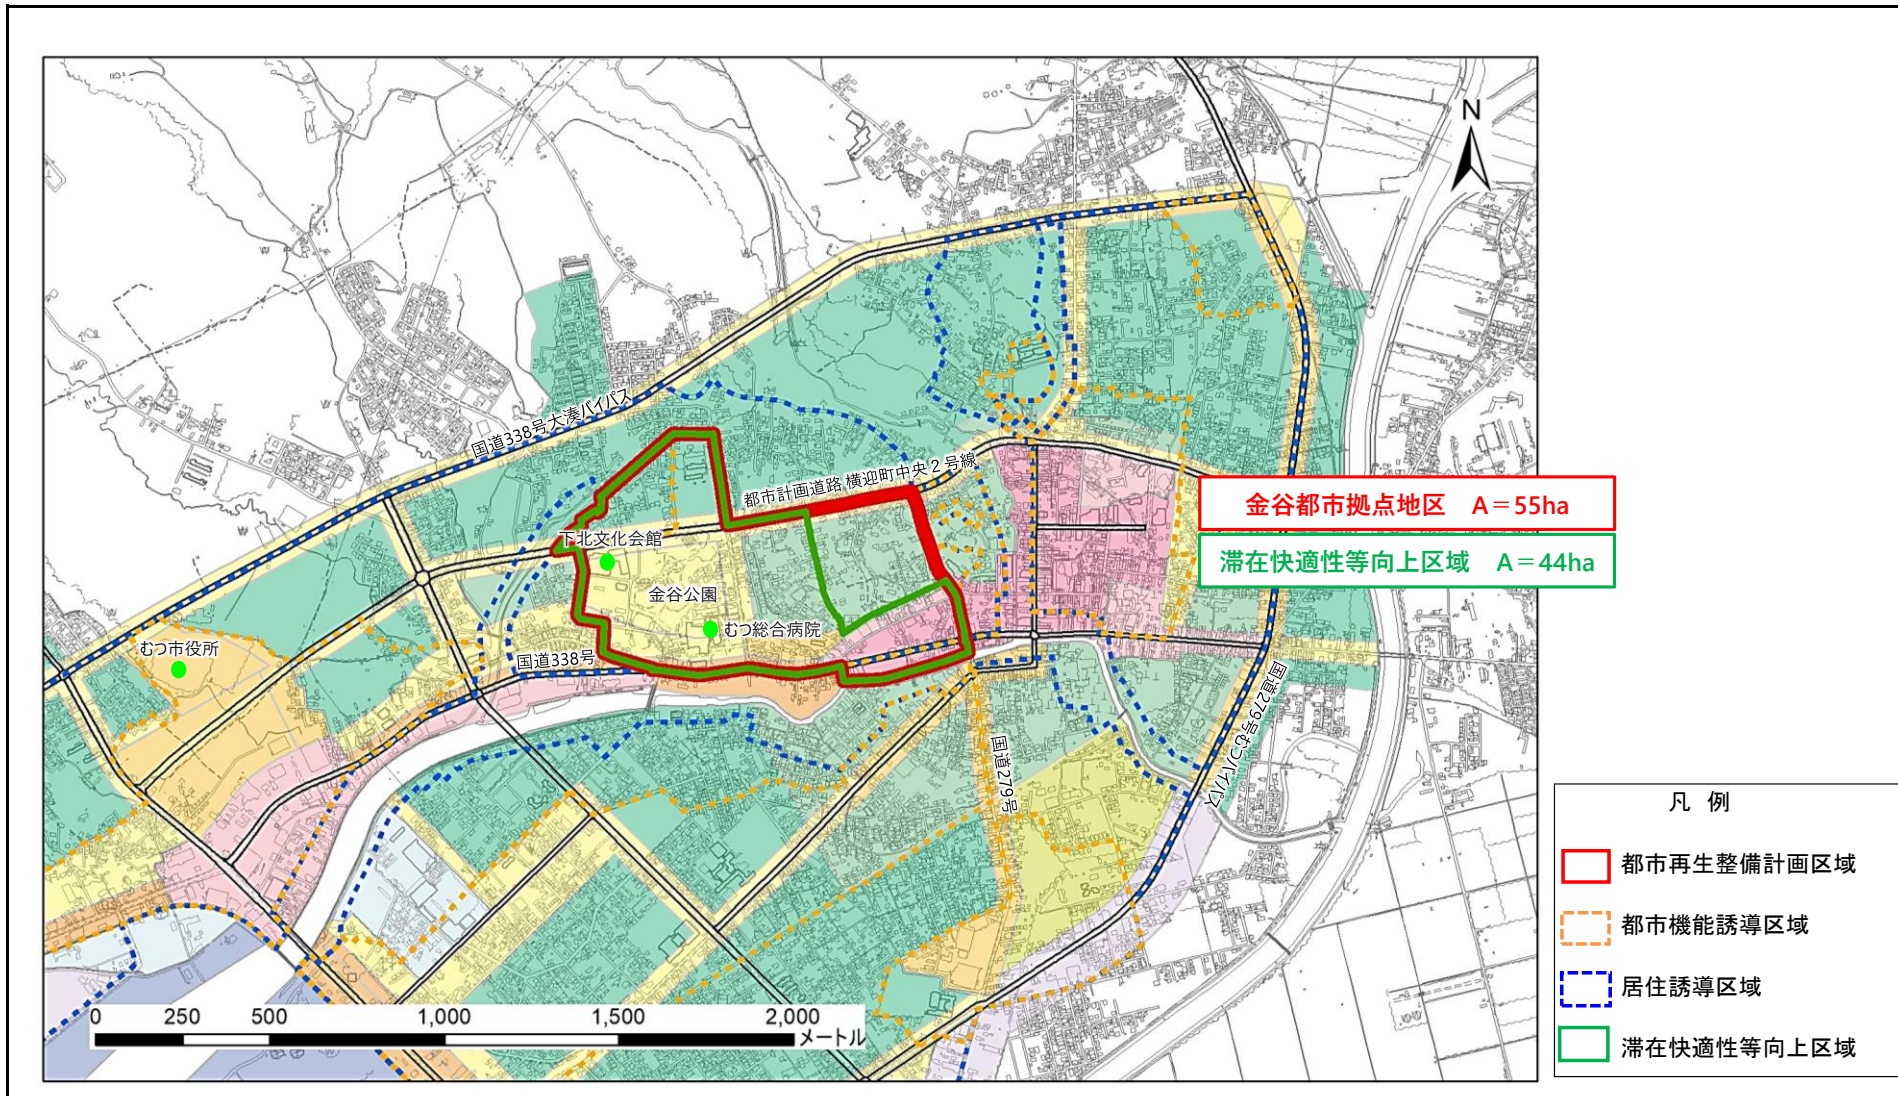 N
国道338号大湊バイパス
都市計画道路 横迎町中央２号線
金谷都市拠点地区 A＝55ha
滞在快適性等向上区域 A＝44ha
下北文化会館
金谷公園
むつ総合病院
むつ市役所
国道338号
国道279号むつバイパス
国道279号
凡 例
都市再生整備計画区域
都市機能誘導区域
居住誘導区域
滞在快適性等向上区域
0 250 500 1,000 1,500 2,000
メートル